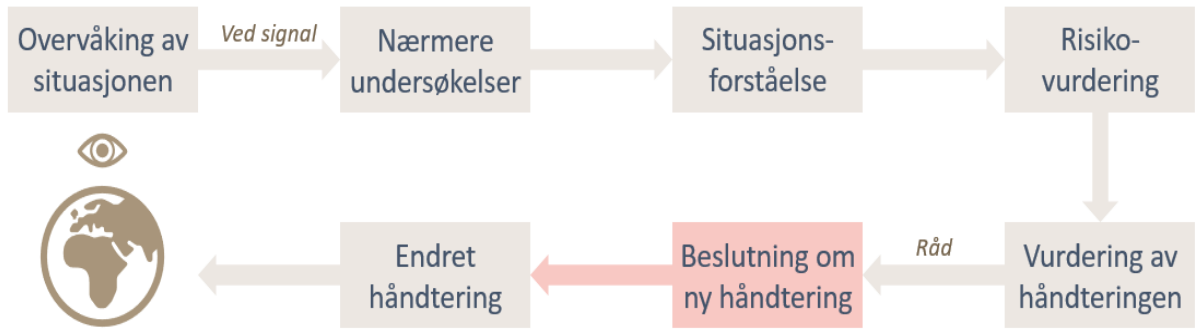 Overvåking av
situasjonen
Ved signal
Nærmere
undersøkelser
Situasjons-
forståelse
Risiko-
vurdering
Endret
håndtering
Beslutning om
ny håndtering
Råd
Vurdering av
håndteringen